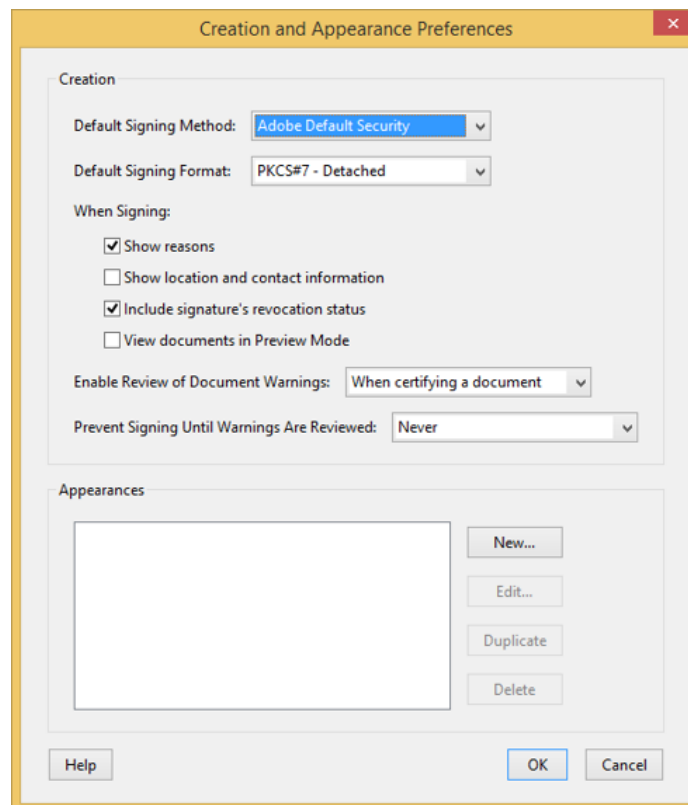 Creation and Appearance Preferences
Creation
Default Signing Method: Adobe Default Security
Default Signing Format: PKCS#7 - Detached
When Signing:
Show reasons
Show location and contact information
Include signature's revocation status
View documents in Preview Mode
Enable Review of Document Warnings: When certifying a document
Prevent Signing Until Warnings Are Reviewed: Never
Appearances
New...
Edit...
Duplicate
Delete
Help OK Cancel